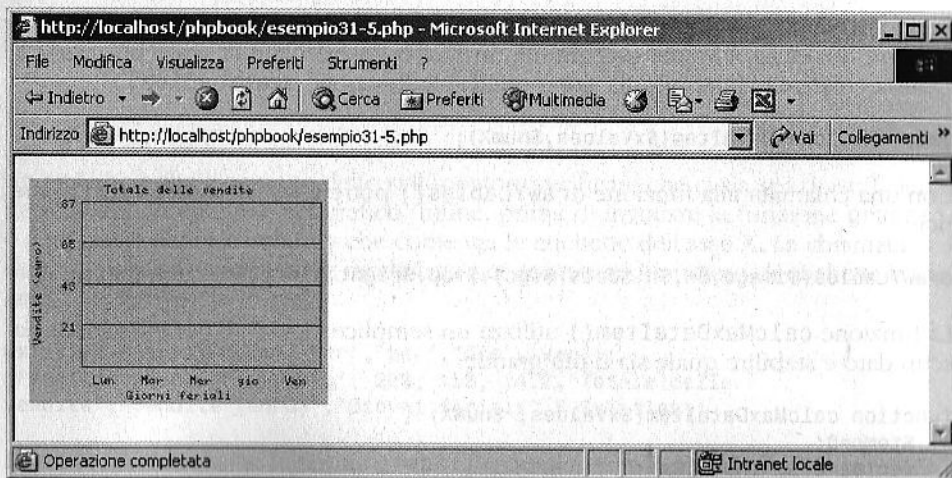 http://localhost/phpbook/esempio31-5.php - Microsoft Internet Explorer
File Modifica Visualizza Preferiti Strumenti ?
Indietro Cerca Preferiti Multimedia
Indirizzo http://localhost/phpbook/esempio31-5.php Vai Collegamenti »
Totale delle vendite
87
65
43
21
Vendite (euro)
Lun Mar Mer gio Ven
Giorni feriali
Operazione completata Intranet locale